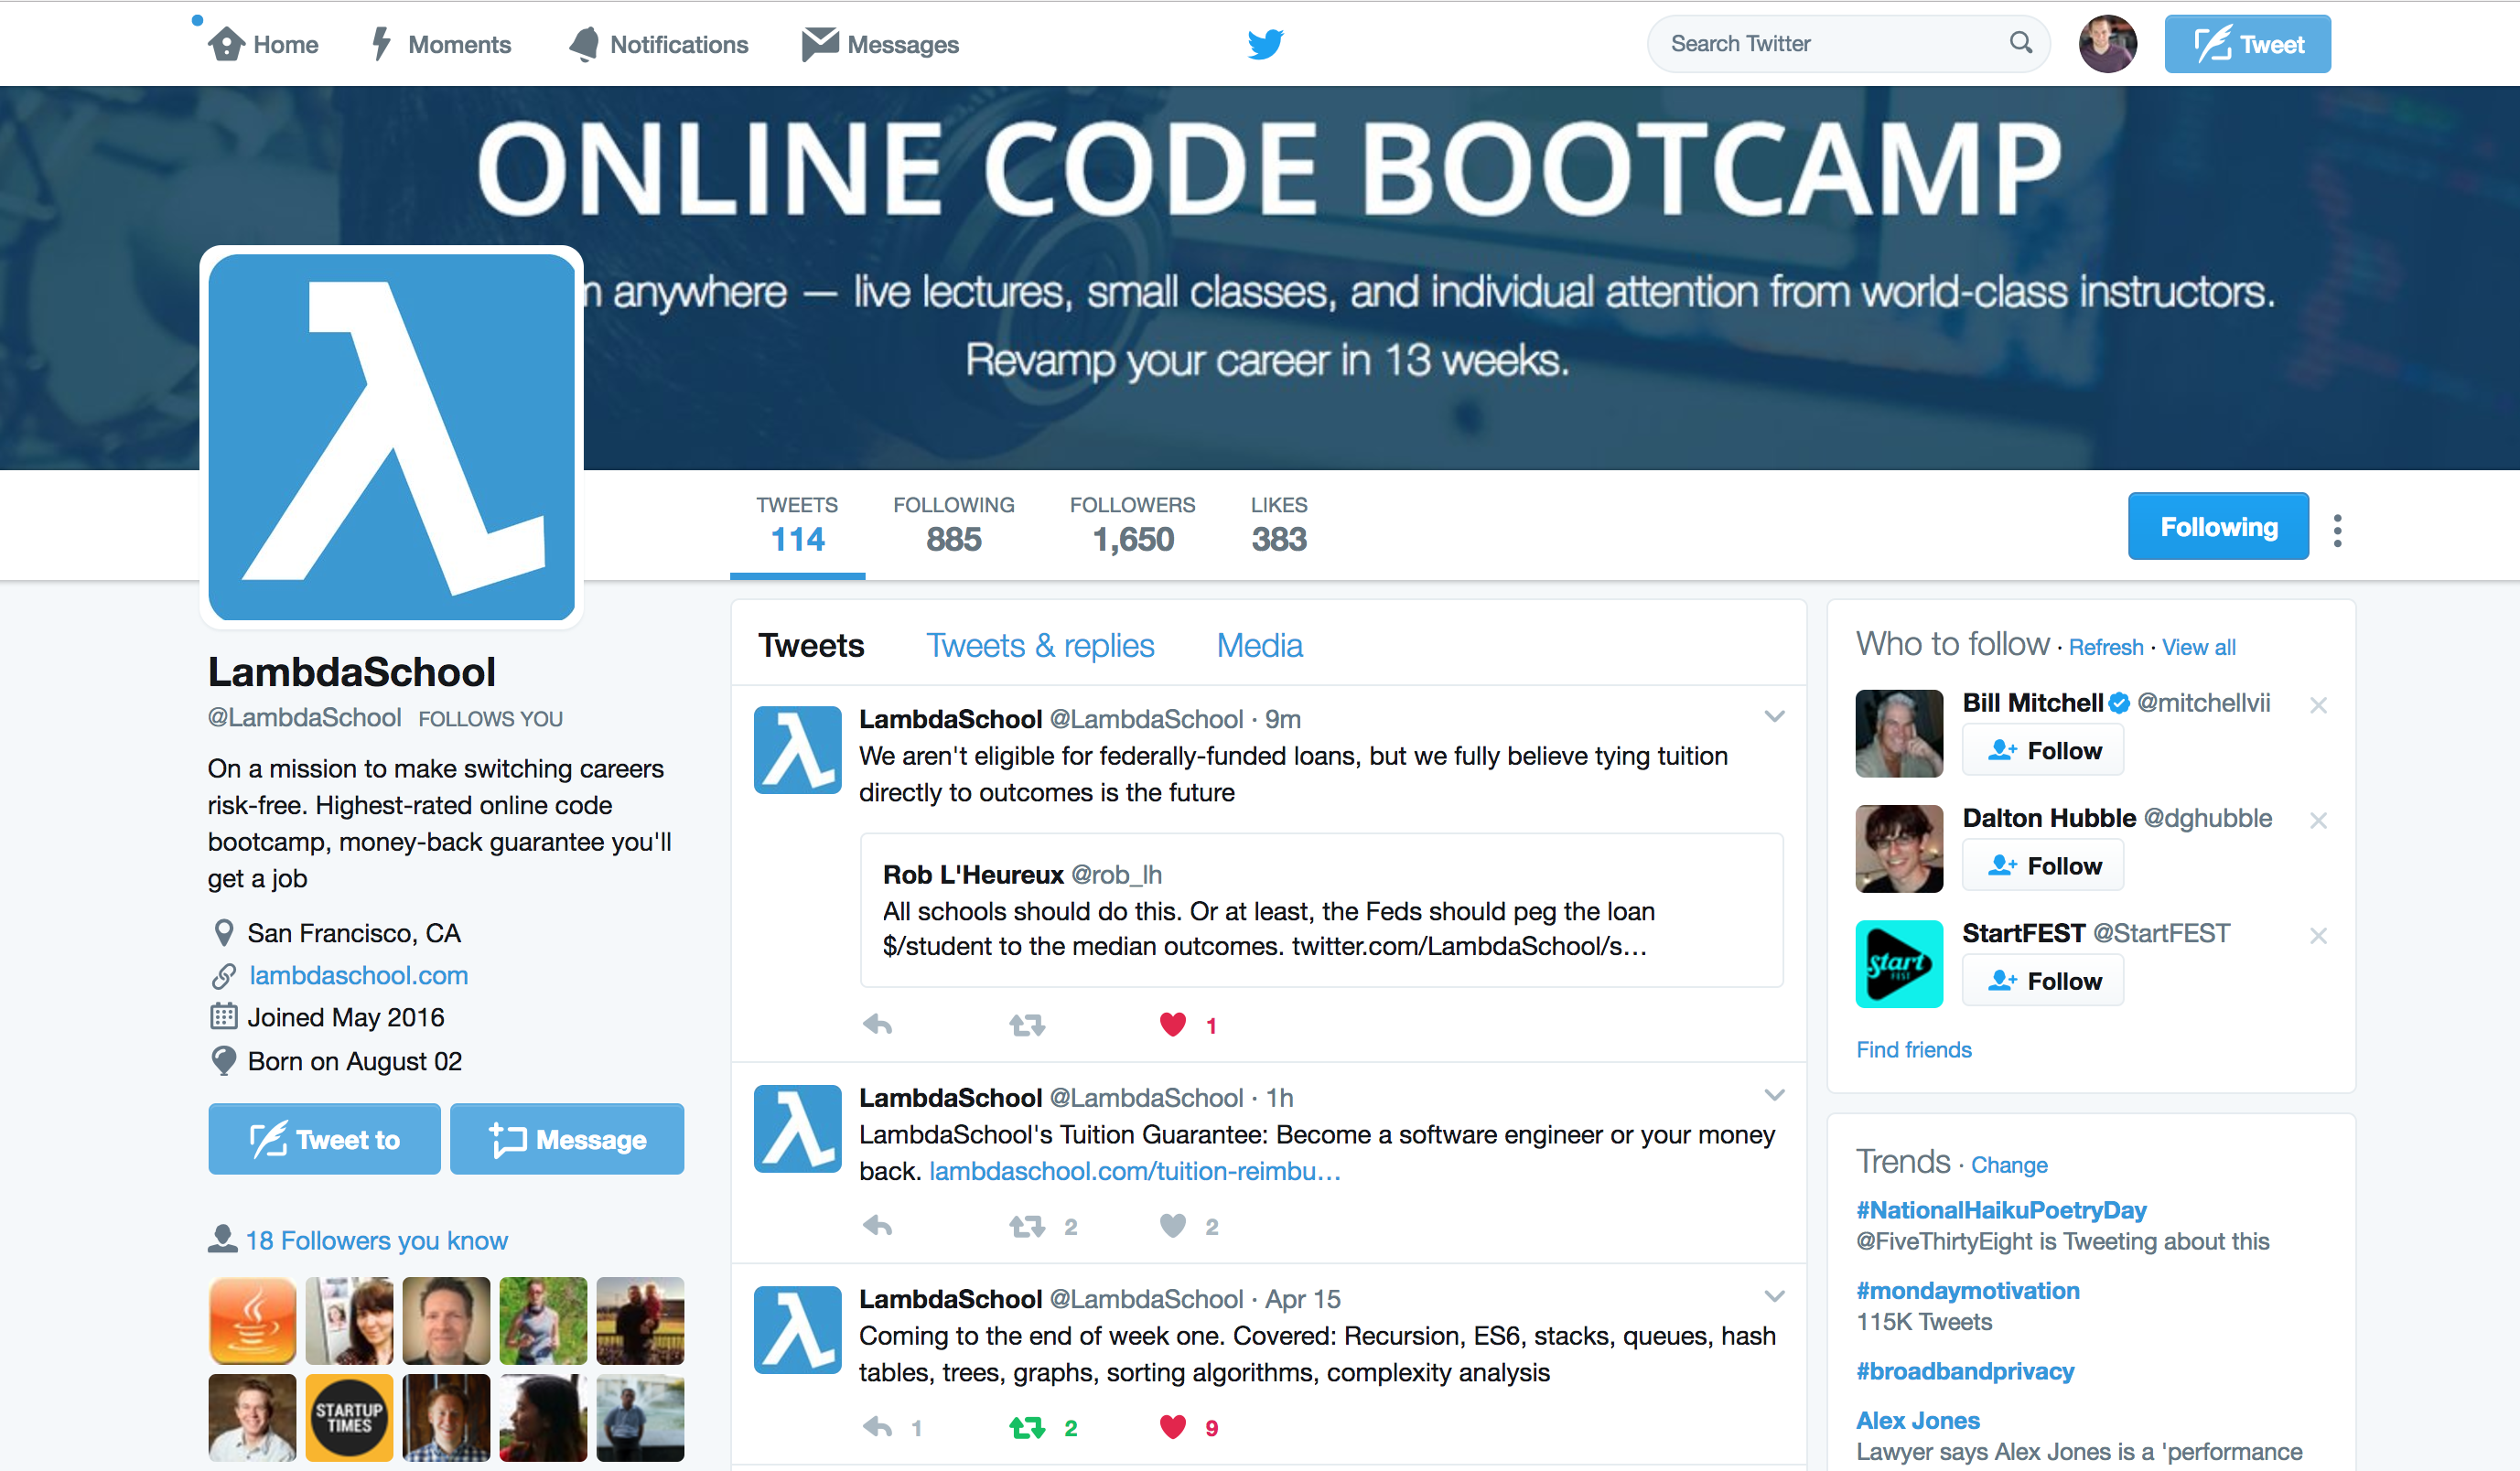 Home
Moments
Notifications
Messages
Search Twitter
Tweet
ONLINE CODE BOOTCAMP
anywhere — live lectures, small classes, and individual attention from world-class instructors.
Revamp your career in 13 weeks.
TWEETS
114
FOLLOWING
885
FOLLOWERS
1,650
LIKES
383
Following
LambdaSchool
@LambdaSchool FOLLOWS YOU
On a mission to make switching careers
risk-free. Highest-rated online code
bootcamp, money-back guarantee you'll
get a job
San Francisco, CA
lambdaschool.com
Joined May 2016
Born on August 02
Tweet to
Message
18 Followers you know
STARTUP
TIMES
Tweets
Tweets & replies
Media
LambdaSchool @LambdaSchool · 9m
We aren't eligible for federally-funded loans, but we fully believe tying tuition
directly to outcomes is the future
Rob L'Heureux @rob_lh
All schools should do this. Or at least, the Feds should peg the loan
$/student to the median outcomes. twitter.com/LambdaSchool/s…
1
LambdaSchool @LambdaSchool · 1h
LambdaSchool's Tuition Guarantee: Become a software engineer or your money
back. lambdaschool.com/tuition-reimbu…
2
2
LambdaSchool @LambdaSchool · Apr 15
Coming to the end of week one. Covered: Recursion, ES6, stacks, queues, hash
tables, trees, graphs, sorting algorithms, complexity analysis
1
2
9
Who to follow · Refresh · View all
Bill Mitchell @mitchellvii
Follow
Dalton Hubble @dghubble
Follow
Start
FEST
StartFEST @StartFEST
Follow
Find friends
Trends · Change
#NationalHaikuPoetryDay
@FiveThirtyEight is Tweeting about this
#mondaymotivation
115K Tweets
#broadbandprivacy
Alex Jones
Lawyer says Alex Jones is a 'performance